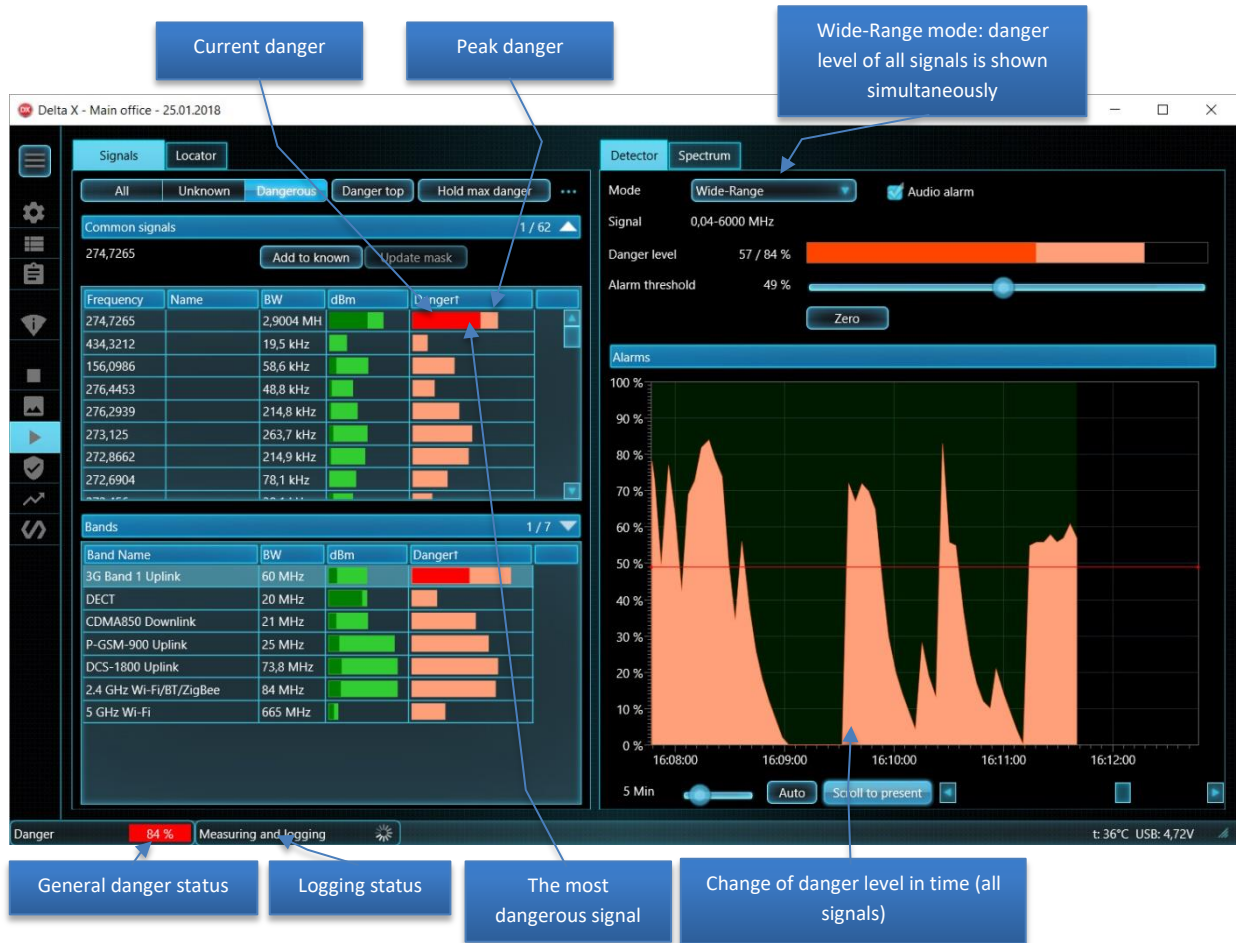 Current danger
Peak danger
Wide-Range mode: danger
level of all signals is shown
simultaneously
Delta X - Main office - 25.01.2018
Signals
Locator
All
Unknown
Dangerous
Danger top
Hold max danger
...
Common signals
1 / 62
274,7265
Add to known
Update mask
Frequency Name BW dBm Danger↑
274,7265 2,9004 MH
434,3212 19,5 kHz
156,0986 58,6 kHz
276,4453 48,8 kHz
276,2939 214,8 kHz
273,125 263,7 kHz
272,8662 214,9 kHz
272,6904 78,1 kHz
Bands
1 / 7
Band Name BW dBm Danger↑
3G Band 1 Uplink 60 MHz
DECT 20 MHz
CDMA850 Downlink 21 MHz
P-GSM-900 Uplink 25 MHz
DCS-1800 Uplink 73,8 MHz
2.4 GHz Wi-Fi/BT/ZigBee 84 MHz
5 GHz Wi-Fi 665 MHz
Detector
Spectrum
Mode Wide-Range Audio alarm
Signal 0,04-6000 MHz
Danger level 57 / 84 %
Alarm threshold 49 %
Zero
Alarms
100 %
90 %
80 %
70 %
60 %
50 %
40 %
30 %
20 %
10 %
0 %
16:08:00 16:09:00 16:10:00 16:11:00 16:12:00
5 Min Auto Scroll to present
Danger 84 % Measuring and logging
t: 36°C USB: 4,72V
General danger status
Logging status
The most
dangerous signal
Change of danger level in time (all
signals)